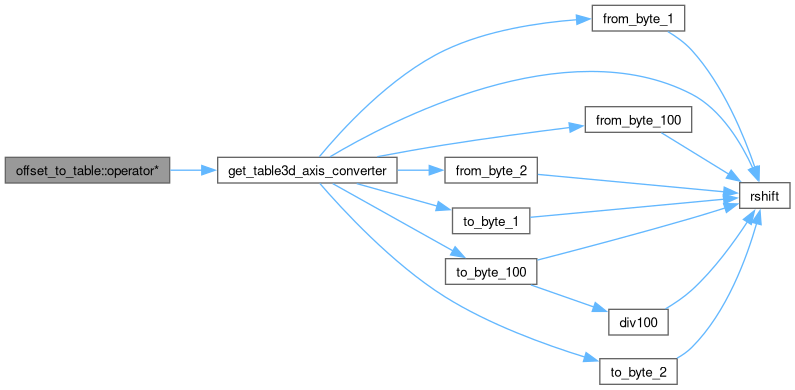 from_byte_1
from_byte_100
offset_to_table::operator*
get_table3d_axis_converter
from_byte_2
rshift
to_byte_1
to_byte_100
div100
to_byte_2